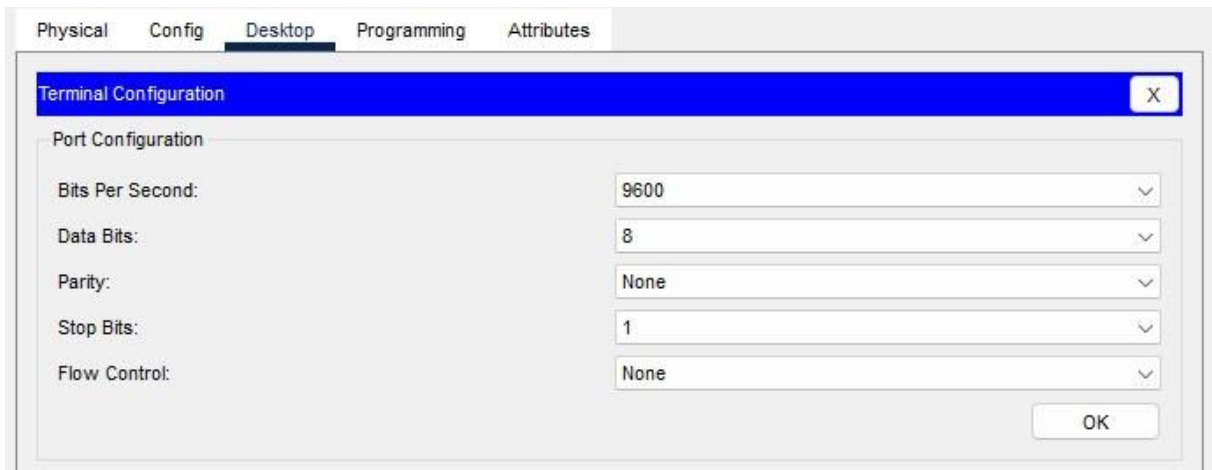 Physical Config Desktop Programming Attributes
Terminal Configuration X
Port Configuration
Bits Per Second: 9600
Data Bits: 8
Parity: None
Stop Bits: 1
Flow Control: None
OK